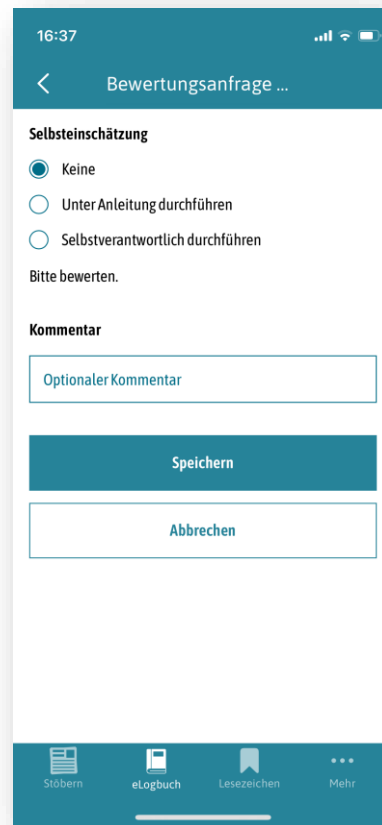 16:37
Bewertungsanfrage ...
Selbsteinschätzung
Keine
Unter Anleitung durchführen
Selbstverantwortlich durchführen
Bitte bewerten.
Kommentar
Optionaler Kommentar
Speichern
Abbrechen
Stöbern eLogbuch Lesezeichen Mehr